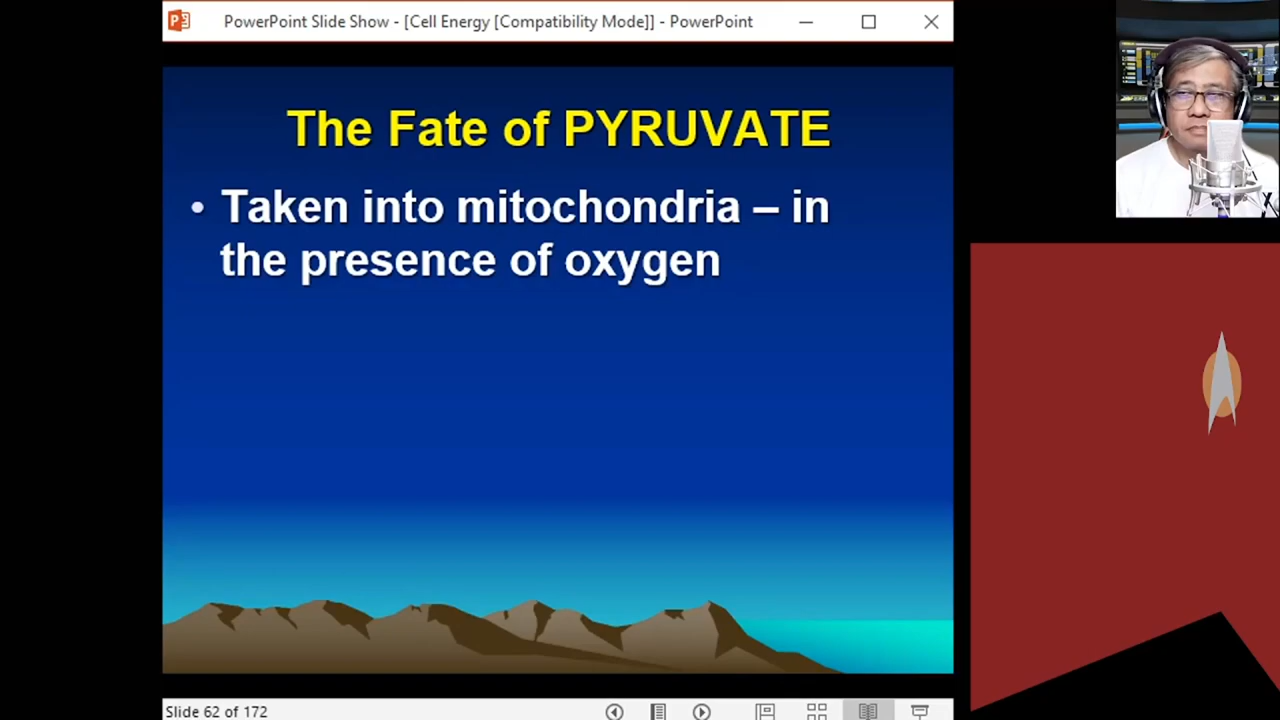 PowerPoint Slide Show - [Cell Energy [Compatibility Mode]] - PowerPoint
The Fate of PYRUVATE
• Taken into mitochondria – in
the presence of oxygen
Slide 62 of 172